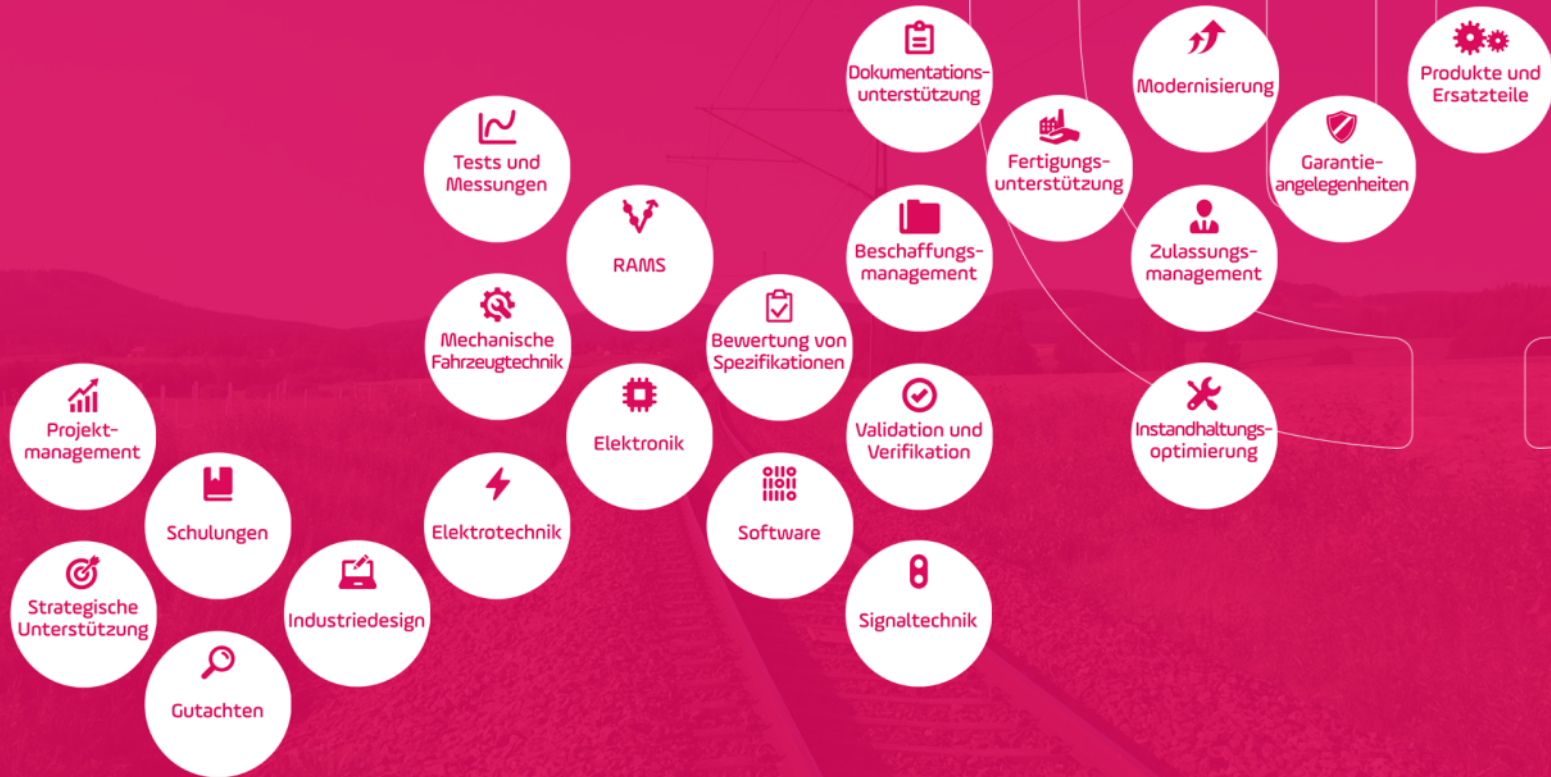 Dokumentations-
unterstützung
Modernisierung
Produkte und
Ersatzteile
Tests und
Messungen
Fertigungs-
unterstützung
Garantie-
angelegenheiten
RAMS
Beschaffungs-
management
Zulassungs-
management
Mechanische
Fahrzeugtechnik
Bewertung von
Spezifikationen
Projekt-
management
Elektronik
Validation und
Verifikation
Instandhaltungs-
optimierung
Schulungen
Elektrotechnik
Software
Strategische
Unterstützung
Industriedesign
Signaltechnik
Gutachten